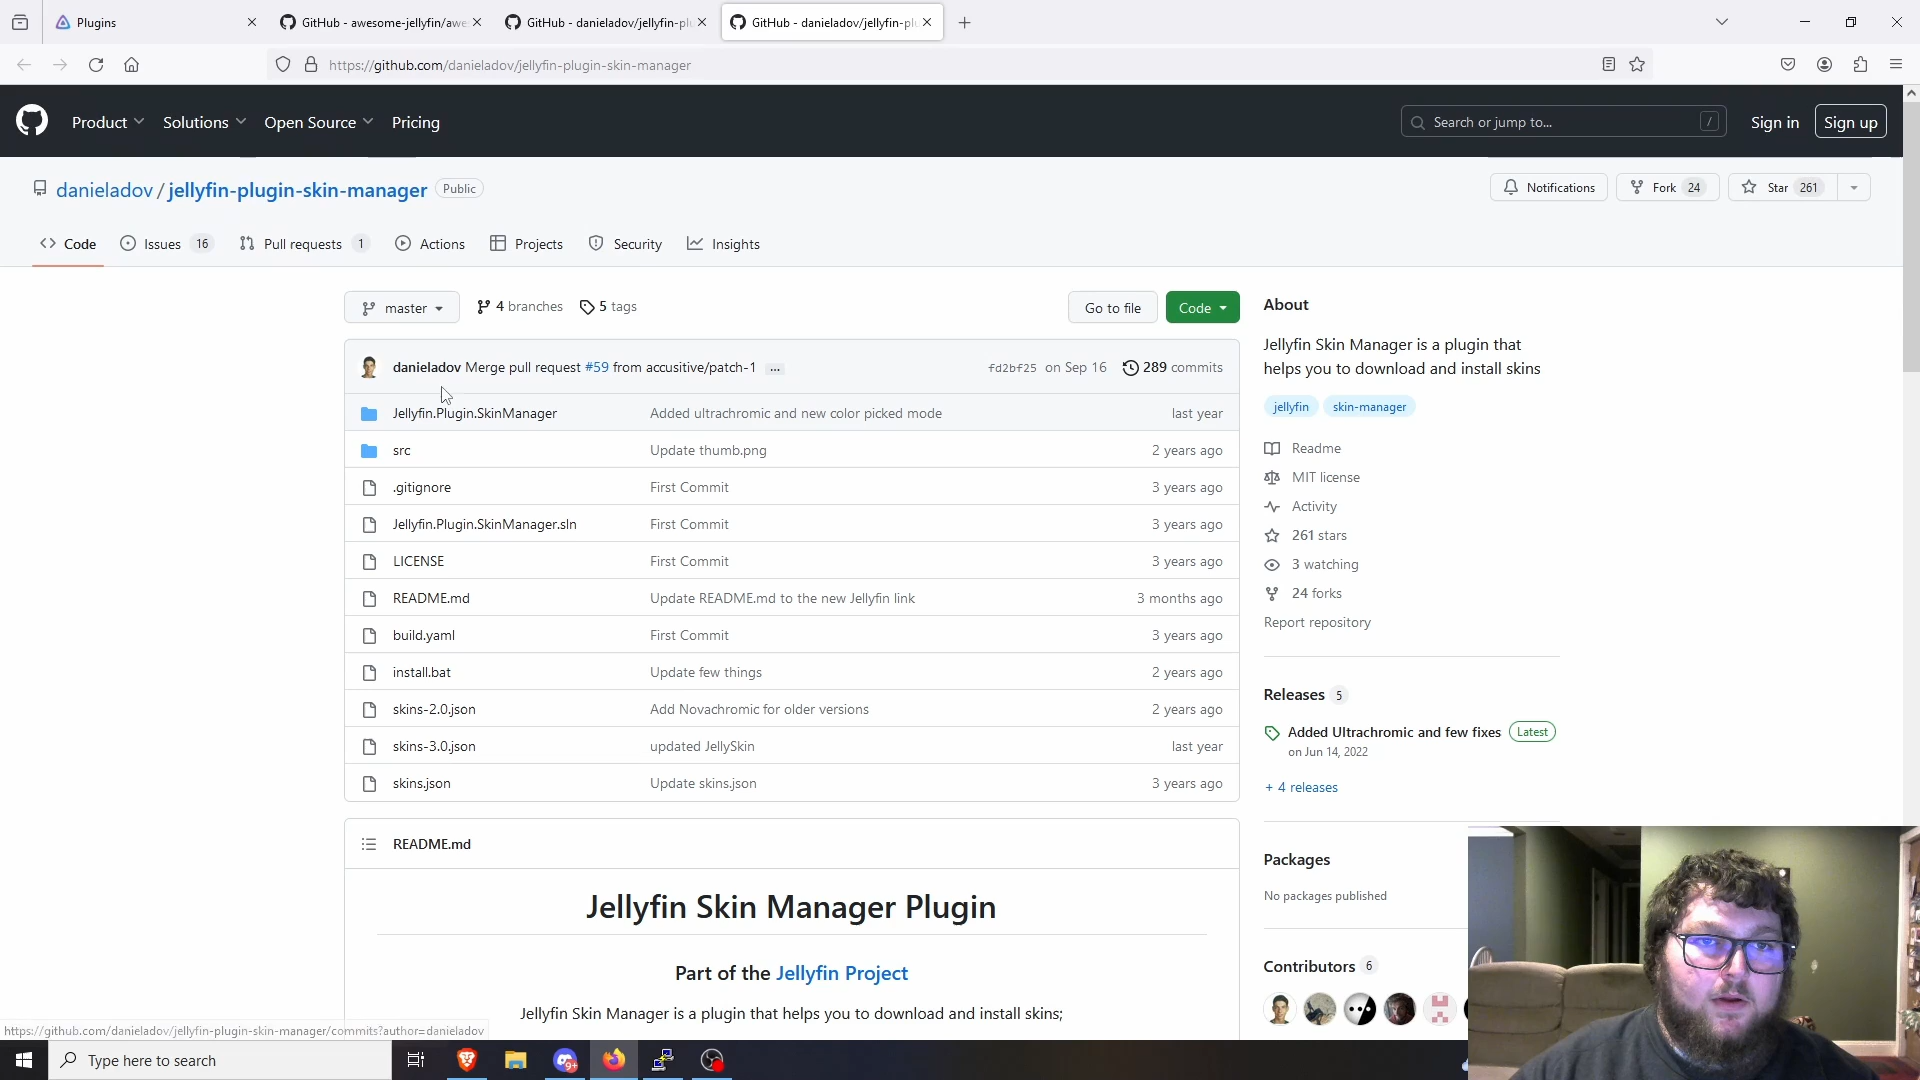 Plugins
GitHub - awesome-jellyfin/awe
GitHub - danieladov/jellyfin-plu
GitHub - danieladov/jellyfin-plu
https://github.com/danieladov/jellyfin-plugin-skin-manager
Product
Solutions
Open Source
Pricing
Search or jump to...
/
Sign in
Sign up
danieladov / jellyfin-plugin-skin-manager
Public
Notifications
Fork 24
Star 261
Code
Issues 16
Pull requests 1
Actions
Projects
Security
Insights
master
4 branches
5 tags
Go to file
Code
danieladov Merge pull request #59 from accusitive/patch-1 ...
fd2bf25 on Sep 16
289 commits
Jellyfin.Plugin.SkinManager Added ultrachromic and new color picked mode last year
src Update thumb.png 2 years ago
.gitignore First Commit 3 years ago
Jellyfin.Plugin.SkinManager.sln First Commit 3 years ago
LICENSE First Commit 3 years ago
README.md Update README.md to the new Jellyfin link 3 months ago
build.yaml First Commit 3 years ago
install.bat Update few things 2 years ago
skins-2.0.json Add Novachromic for older versions 2 years ago
skins-3.0.json updated JellySkin last year
skins.json Update skins.json 3 years ago
README.md
Jellyfin Skin Manager Plugin
Part of the Jellyfin Project
Jellyfin Skin Manager is a plugin that helps you to download and install skins;
About
Jellyfin Skin Manager is a plugin that
helps you to download and install skins
jellyfin
skin-manager
Readme
MIT license
Activity
261 stars
3 watching
24 forks
Report repository
Releases 5
Added Ultrachromic and few fixes Latest
on Jun 14, 2022
+ 4 releases
Packages
No packages published
Contributors 6
https://github.com/danieladov/jellyfin-plugin-skin-manager/commits?author=danieladov
Type here to search